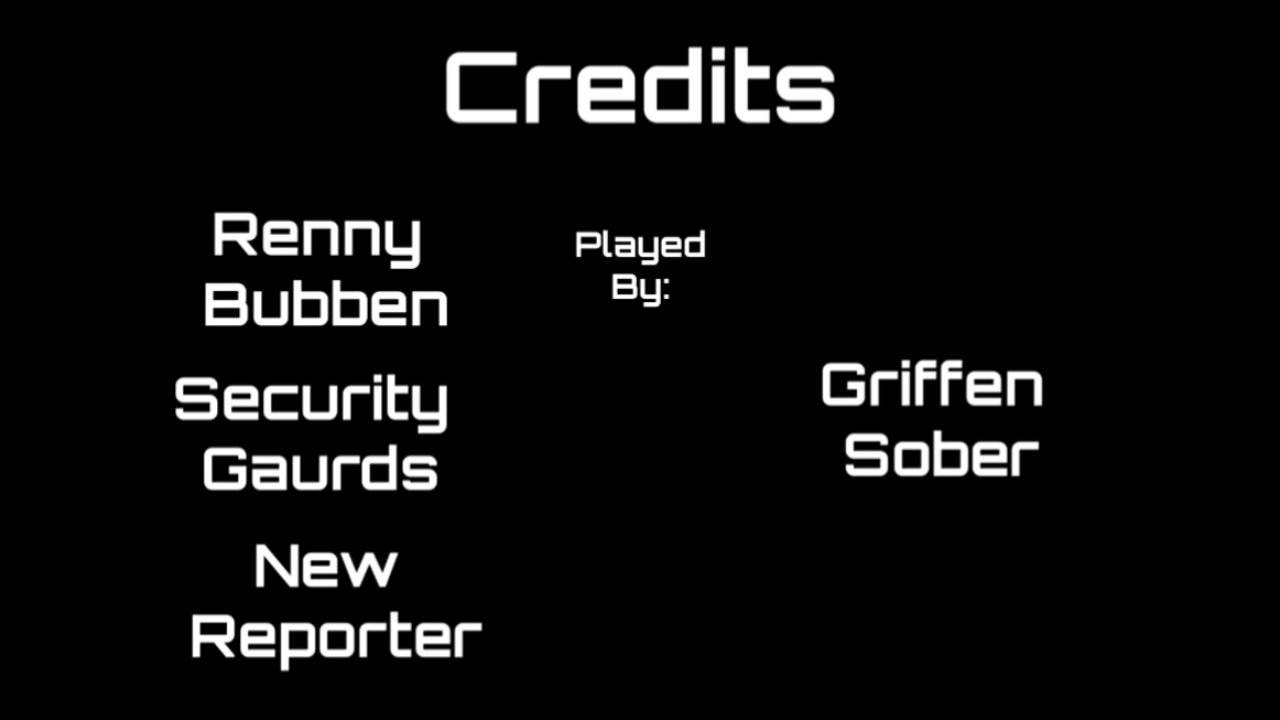 Credits
Renny
Bubben
Played
By:
Security
Gaurds
Griffen
Sober
New
Reporter